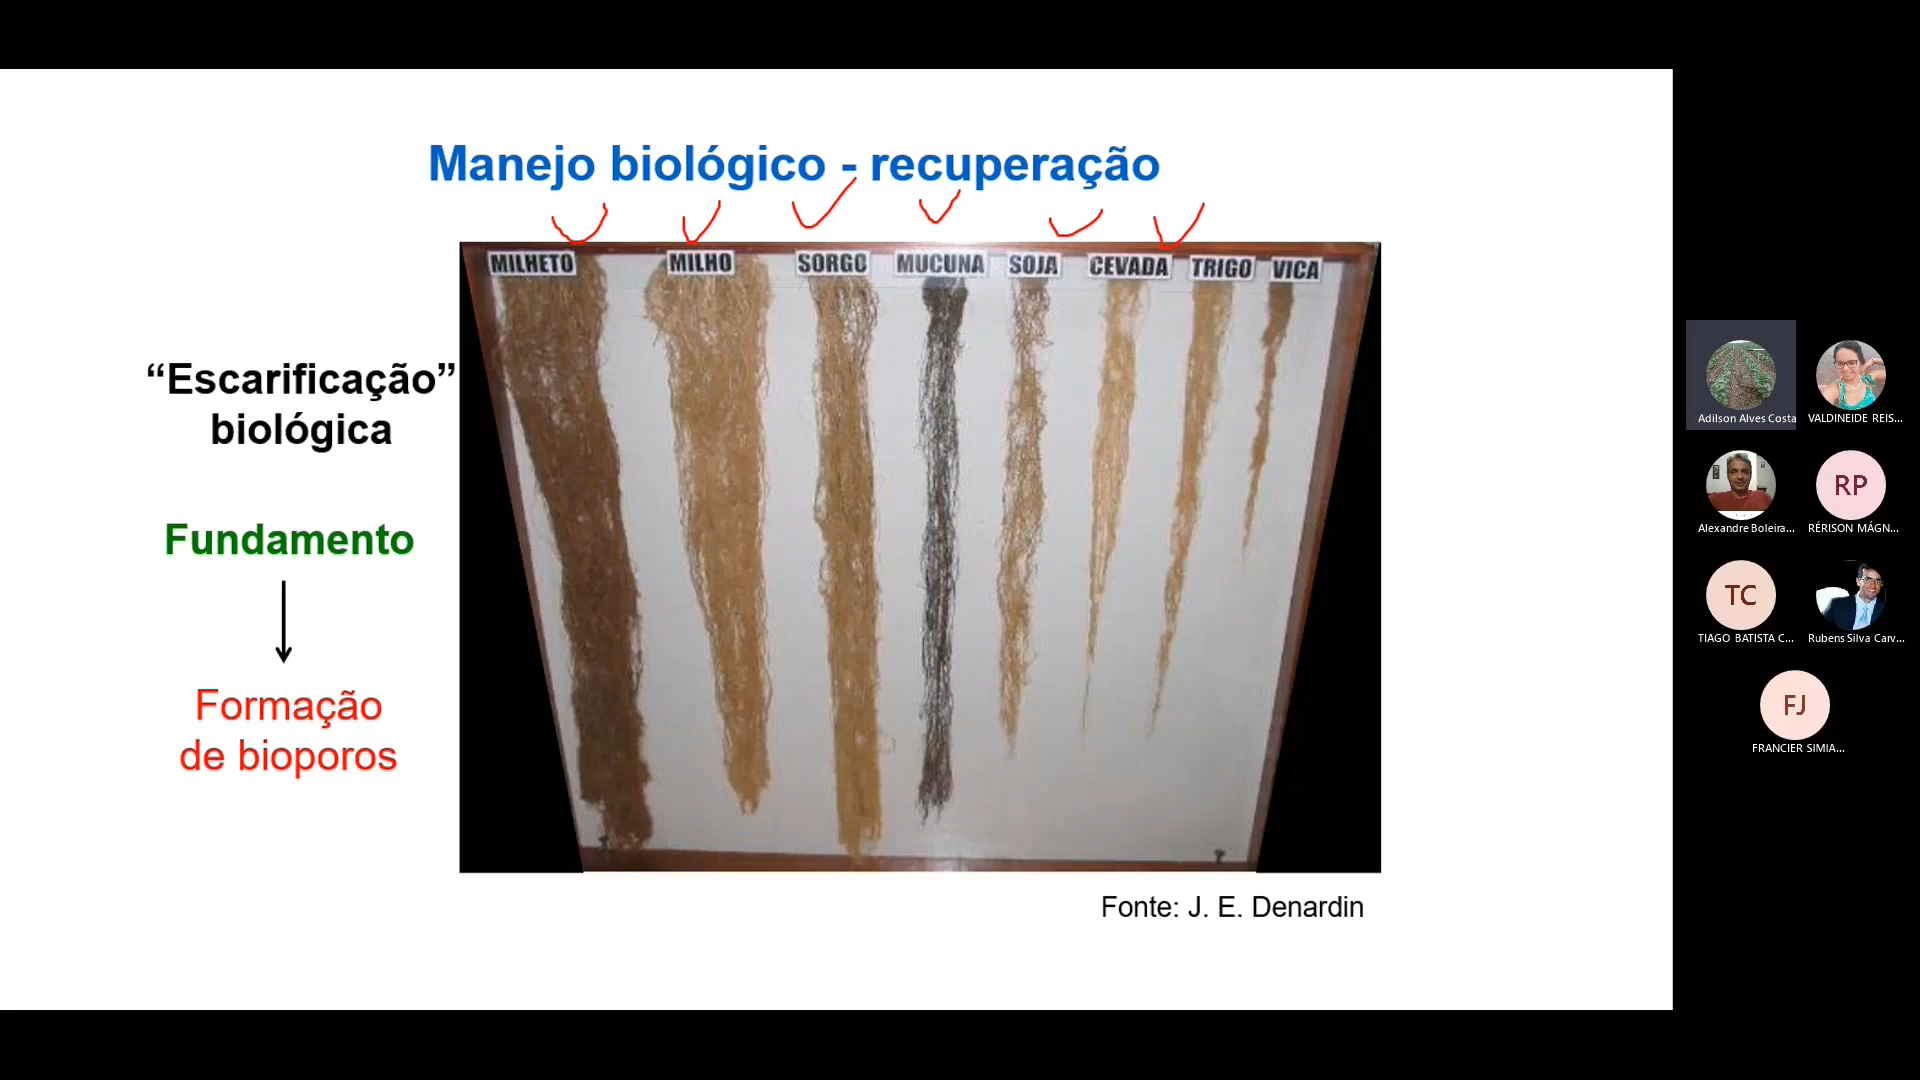 Manejo biológico - recuperação
MILHETO MILHO SORGO MUCUNA SOJA CEVADA TRIGO VICA
“Escarificação”
biológica
Fundamento
Formação
de bioporos
Fonte: J. E. Denardin
Adilson Alves Costa
VALDINEIDE REIS...
Alexandre Boleira...
RP
RÉRISON MÁGN...
TC
TIAGO BATISTA C...
Rubens Silva Carv...
FJ
FRANCIER SIMIA...